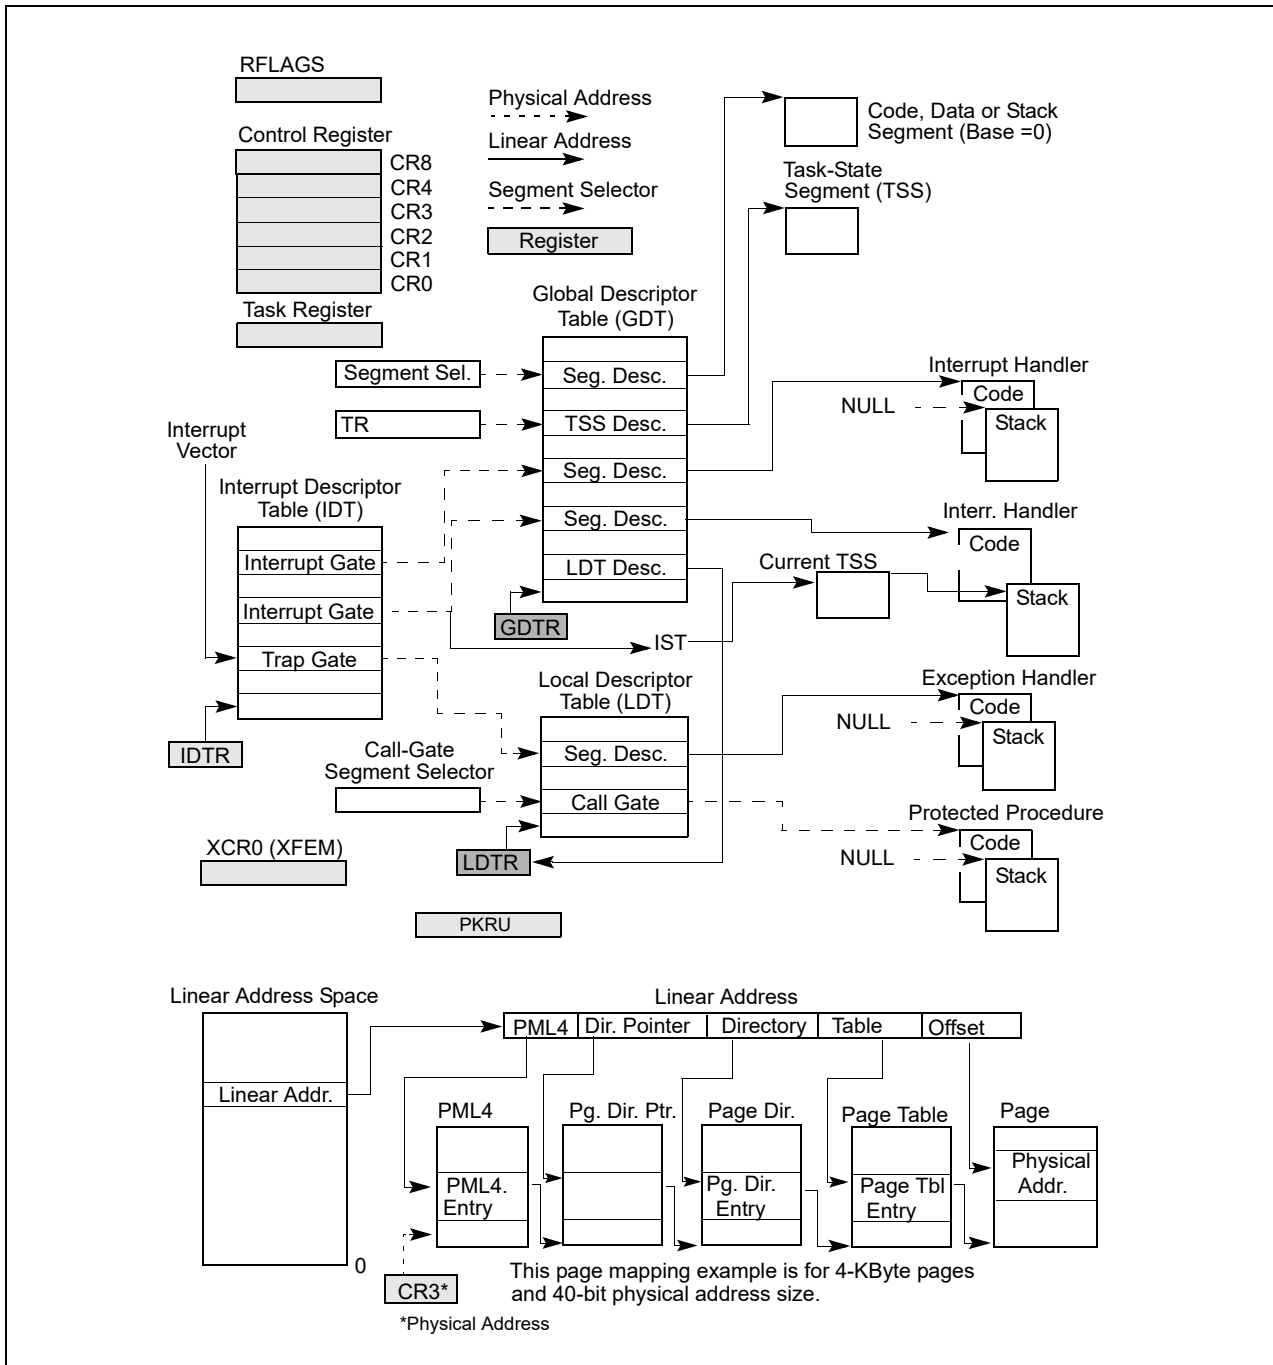 RFLAGS
Control Register
CR8
CR4
CR3
CR2
CR1
CR0
Task Register
Physical Address
Linear Address
Segment Selector
Register
Code, Data or Stack
Segment (Base =0)
Task-State
Segment (TSS)
Global Descriptor
Table (GDT)
Segment Sel.
Seg. Desc.
TR
TSS Desc.
Seg. Desc.
Seg. Desc.
LDT Desc.
GDTR
Interrupt Handler
Code
NULL
Stack
Interrupt
Vector
Interrupt Descriptor
Table (IDT)
Interrupt Gate
Interrupt Gate
Trap Gate
IDTR
Interr. Handler
Code
Current TSS
Stack
IST
Local Descriptor
Table (LDT)
Seg. Desc.
Call Gate
Call-Gate
Segment Selector
LDTR
Exception Handler
Code
NULL
Stack
Protected Procedure
Code
NULL
Stack
XCR0 (XFEM)
PKRU
Linear Address Space
Linear Addr.
0
Linear Address
PML4
Dir. Pointer
Directory
Table
Offset
PML4
Pg. Dir. Ptr.
Page Dir.
Page Table
Page
PML4.
Entry
Pg. Dir.
Entry
Page Tbl
Entry
Physical
Addr.
CR3*
This page mapping example is for 4-KByte pages
and 40-bit physical address size.
*Physical Address